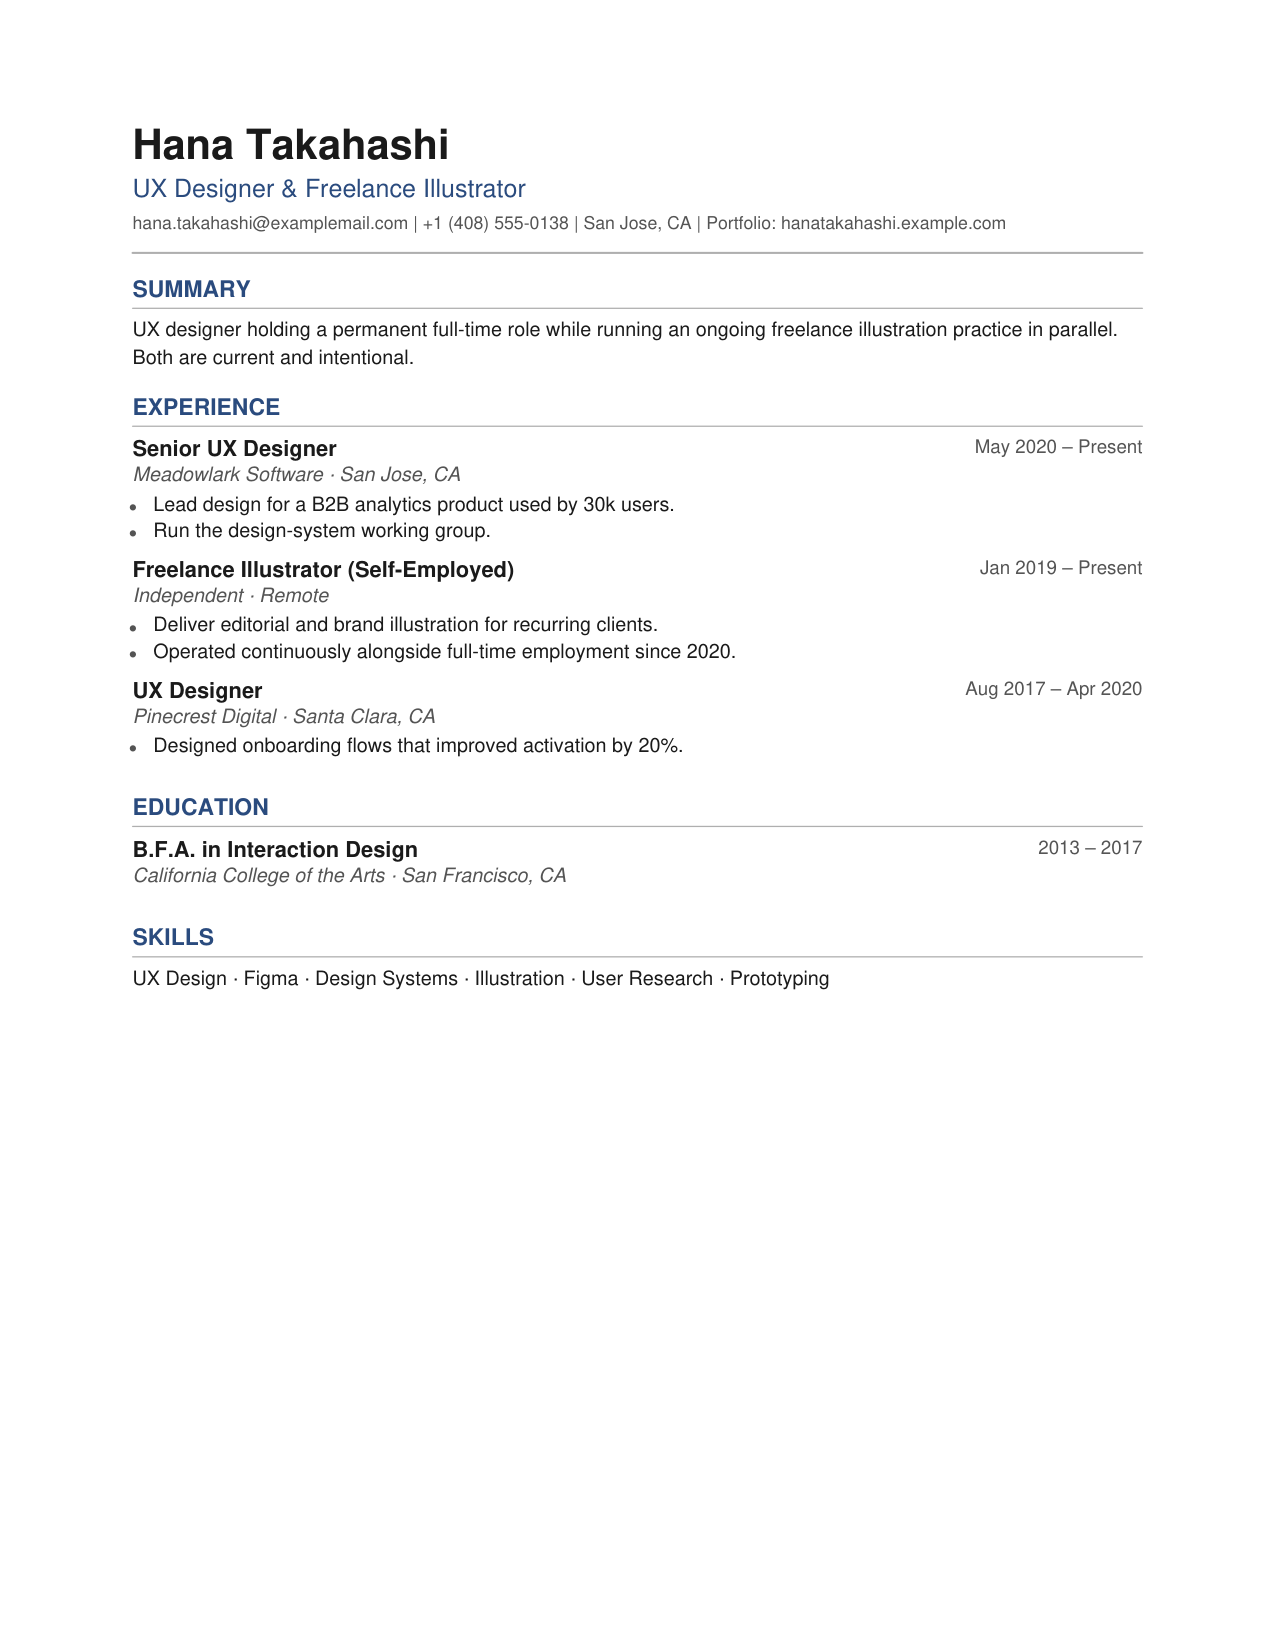 Hana Takahashi
UX Designer & Freelance Illustrator
hana.takahashi@examplemail.com | +1 (408) 555-0138 | San Jose, CA | Portfolio: hanatakahashi.example.com
SUMMARY
UX designer holding a permanent full-time role while running an ongoing freelance illustration practice in parallel.
Both are current and intentional.
EXPERIENCE
Senior UX Designer May 2020 – Present
Meadowlark Software · San Jose, CA
• Lead design for a B2B analytics product used by 30k users.
• Run the design-system working group.
Freelance Illustrator (Self-Employed) Jan 2019 – Present
Independent · Remote
• Deliver editorial and brand illustration for recurring clients.
• Operated continuously alongside full-time employment since 2020.
UX Designer Aug 2017 – Apr 2020
Pinecrest Digital · Santa Clara, CA
• Designed onboarding flows that improved activation by 20%.
EDUCATION
B.F.A. in Interaction Design 2013 – 2017
California College of the Arts · San Francisco, CA
SKILLS
UX Design · Figma · Design Systems · Illustration · User Research · Prototyping